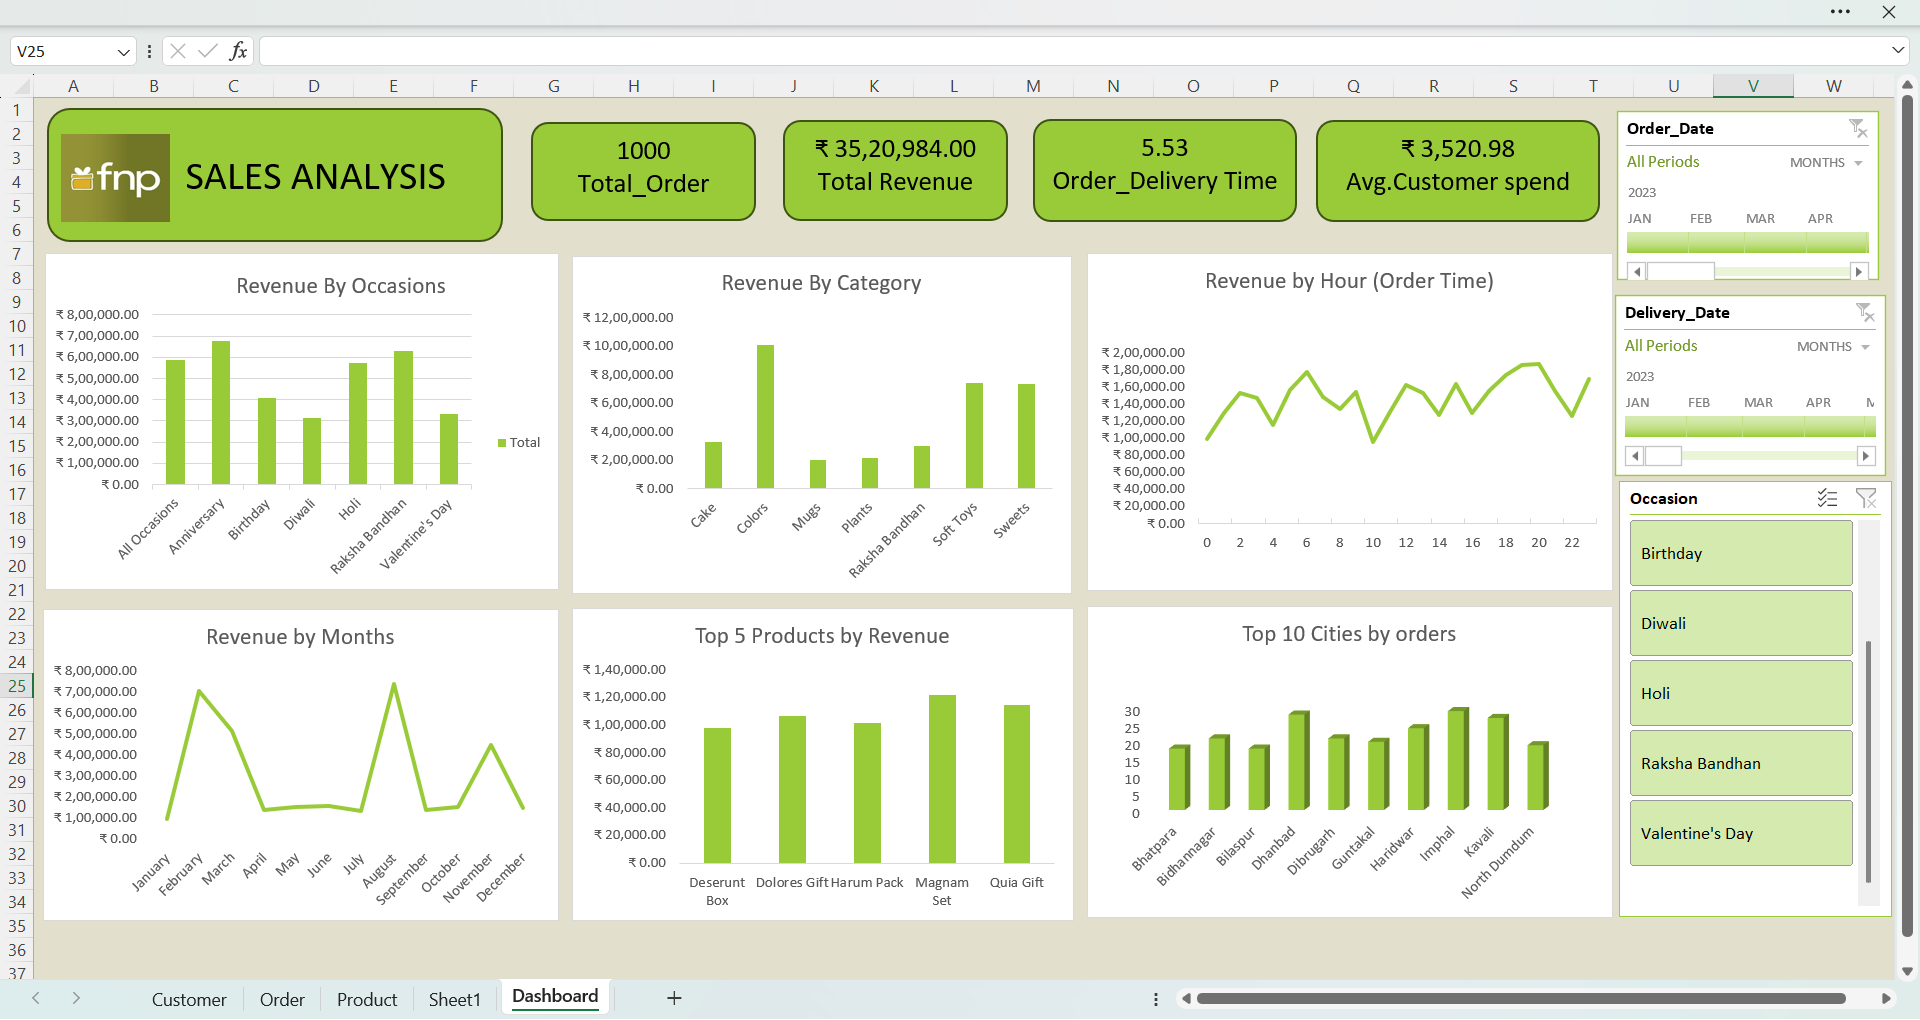 V25
fx
A B C D E F G H I J K L M N O P Q R S T U V W
1
2
3
4
5
6
7
8
9
10
11
12
13
14
15
16
17
18
19
20
21
22
23
24
25
26
27
28
29
30
31
32
33
34
35
36
37
fnp
SALES ANALYSIS
1000
Total_Order
₹ 35,20,984.00
Total Revenue
5.53
Order_Delivery Time
₹ 3,520.98
Avg.Customer spend
Order_Date
All Periods MONTHS
2023
JAN FEB MAR APR
Delivery_Date
All Periods MONTHS
2023
JAN FEB MAR APR
Occasion
Birthday
Diwali
Holi
Raksha Bandhan
Valentine's Day
Revenue By Occasions
₹ 8,00,000.00
₹ 7,00,000.00
₹ 6,00,000.00
₹ 5,00,000.00
₹ 4,00,000.00
₹ 3,00,000.00
₹ 2,00,000.00
₹ 1,00,000.00
₹ 0.00
All Occasions
Anniversary
Birthday
Diwali
Holi
Raksha Bandhan
Valentine's Day
Total
Revenue By Category
₹ 12,00,000.00
₹ 10,00,000.00
₹ 8,00,000.00
₹ 6,00,000.00
₹ 4,00,000.00
₹ 2,00,000.00
₹ 0.00
Cake
Colors
Mugs
Plants
Raksha Bandhan
Soft Toys
Sweets
Revenue by Hour (Order Time)
₹ 2,00,000.00
₹ 1,80,000.00
₹ 1,60,000.00
₹ 1,40,000.00
₹ 1,20,000.00
₹ 1,00,000.00
₹ 80,000.00
₹ 60,000.00
₹ 40,000.00
₹ 20,000.00
₹ 0.00
0 2 4 6 8 10 12 14 16 18 20 22
Revenue by Months
₹ 8,00,000.00
₹ 7,00,000.00
₹ 6,00,000.00
₹ 5,00,000.00
₹ 4,00,000.00
₹ 3,00,000.00
₹ 2,00,000.00
₹ 1,00,000.00
₹ 0.00
January
February
March
April
May
June
July
August
September
October
November
December
Top 5 Products by Revenue
₹ 1,40,000.00
₹ 1,20,000.00
₹ 1,00,000.00
₹ 80,000.00
₹ 60,000.00
₹ 40,000.00
₹ 20,000.00
₹ 0.00
Deserunt Dolores Gift Harum Pack Magnam Quia Gift
Box Set
Top 10 Cities by orders
30
25
20
15
10
5
0
Bhatpara
Bidhannagar
Bilaspur
Dhanbad
Dibrugarh
Guntakal
Haridwar
Imphal
Kavali
North Dumdum
Customer Order Product Sheet1 Dashboard